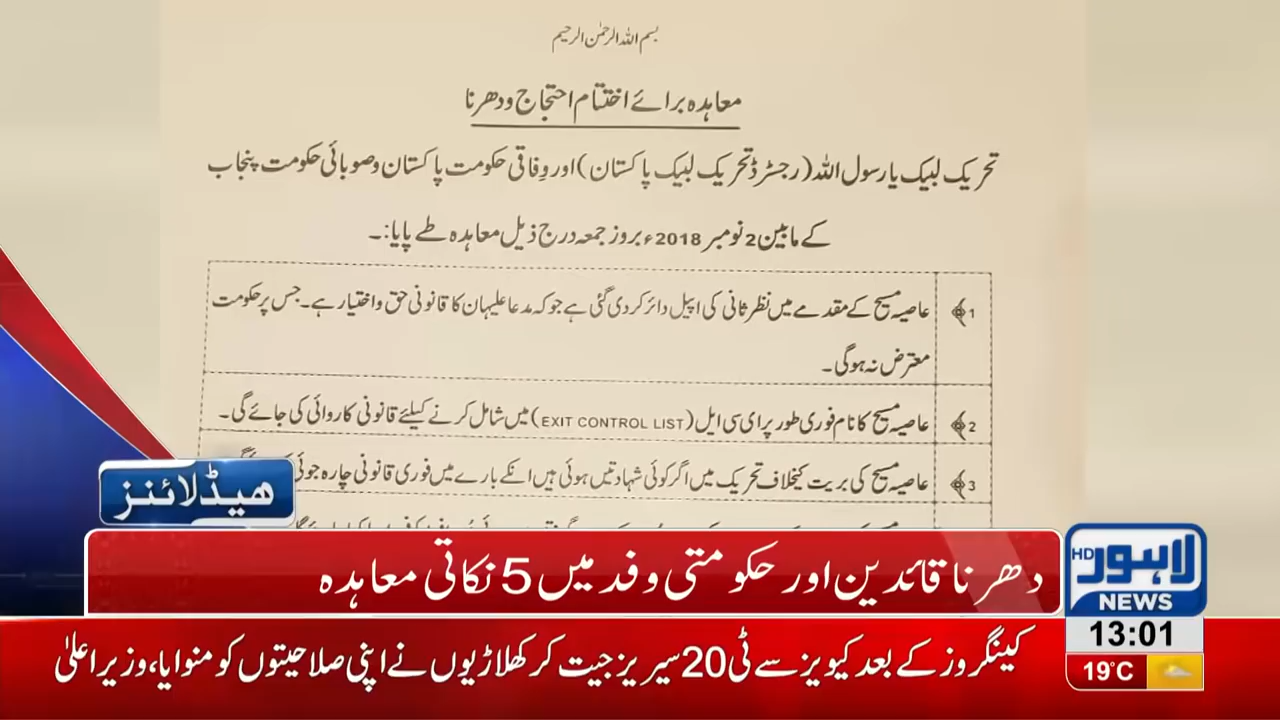 بسم اللہ الرحمٰن الرحیم
معاہدہ برائے اختتام احتجاج و دھرنا
تحریک لبیک یا رسول اللہ (رجسٹرڈ تحریک لبیک پاکستان) اور وفاقی حکومت پاکستان و صوبائی حکومت پنجاب
کے مابین 2 نومبر 2018ء بروز جمعہ درج ذیل معاہدہ طے پایا:۔
1 عاصیہ مسیح کے مقدمے میں نظر ثانی کی اپیل دائر کر دی گئی ہے جو کہ مدعا علیہان کا قانونی حق و اختیار ہے۔ جس پر حکومت
معترض نہ ہوگی۔
2 عاصیہ مسیح کا نام فوری طور پر ای سی ایل (EXIT CONTROL LIST) میں شامل کرنے کیلئے قانونی کاروائی کی جائے گی۔
3 عاصیہ مسیح کی بریت کیخلاف تحریک میں اگر کوئی شہادتیں ہوئی ہیں انکے بارے میں فوری قانونی چارہ جوئی
ھیڈلائنز
دھرنا قائدین اور حکومتی وفد میں 5 نکاتی معاہدہ
لاہور HD
NEWS
13:01
19°C
کینگروز کے بعد کیویز سے ٹی 20 سیریز جیت کر کھلاڑیوں نے اپنی صلاحیتوں کو منوایا، وزیر اعلیٰ